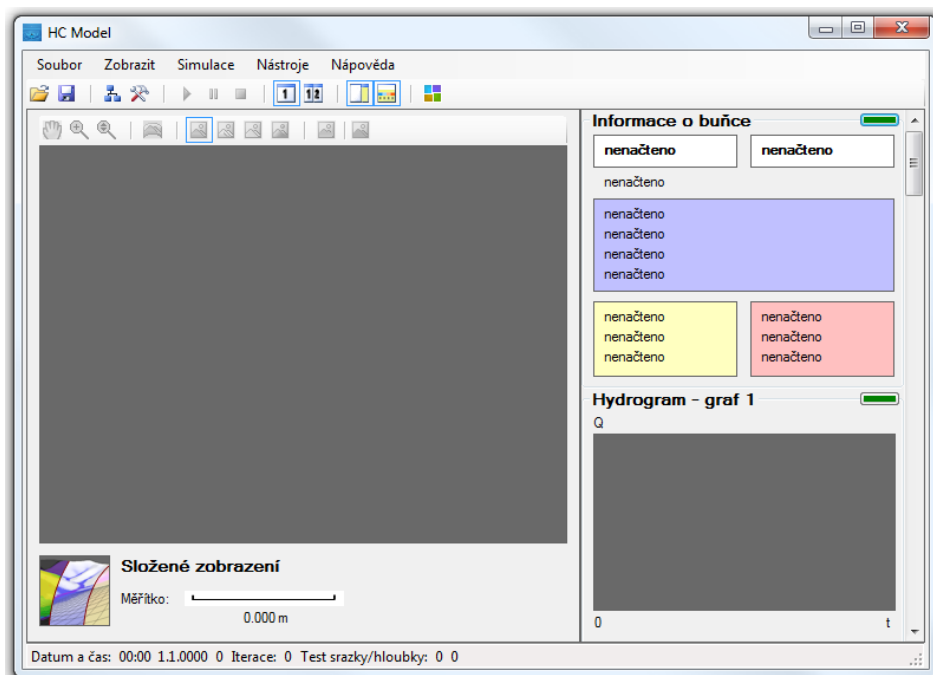 HC Model
Soubor Zobrazit Simulace Nástroje Nápověda
1 12
Informace o buňce
nenačteno nenačteno
nenačteno
nenačteno
nenačteno
nenačteno
nenačteno
nenačteno nenačteno
nenačteno nenačteno
nenačteno nenačteno
Hydrogram - graf 1
Q
0 t
Složené zobrazení
Měřítko:
0.000 m
Datum a čas: 00:00 1.1.0000 0 Iterace: 0 Test srazky/hloubky: 0 0